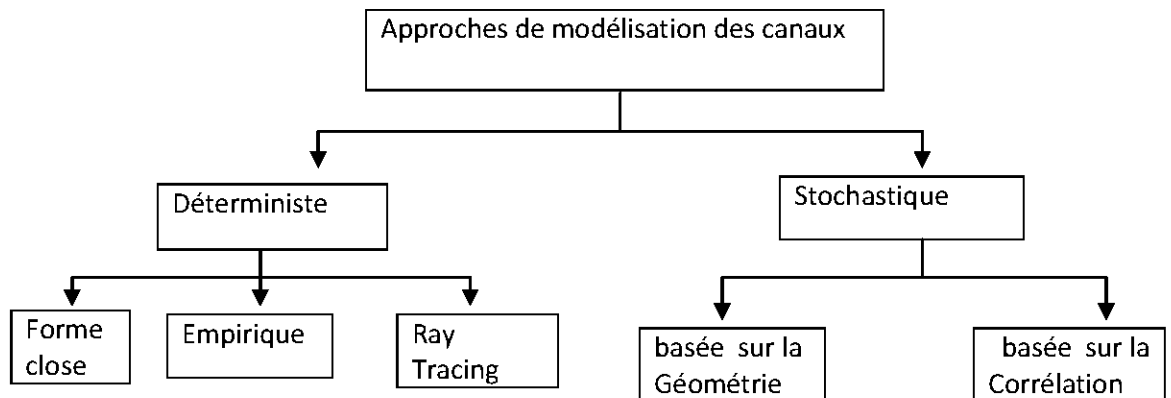 Approches de modélisation des canaux
Déterministe
Stochastique
Forme
close
Empirique
Ray
Tracing
basée sur la
Géométrie
basée sur la
Corrélation